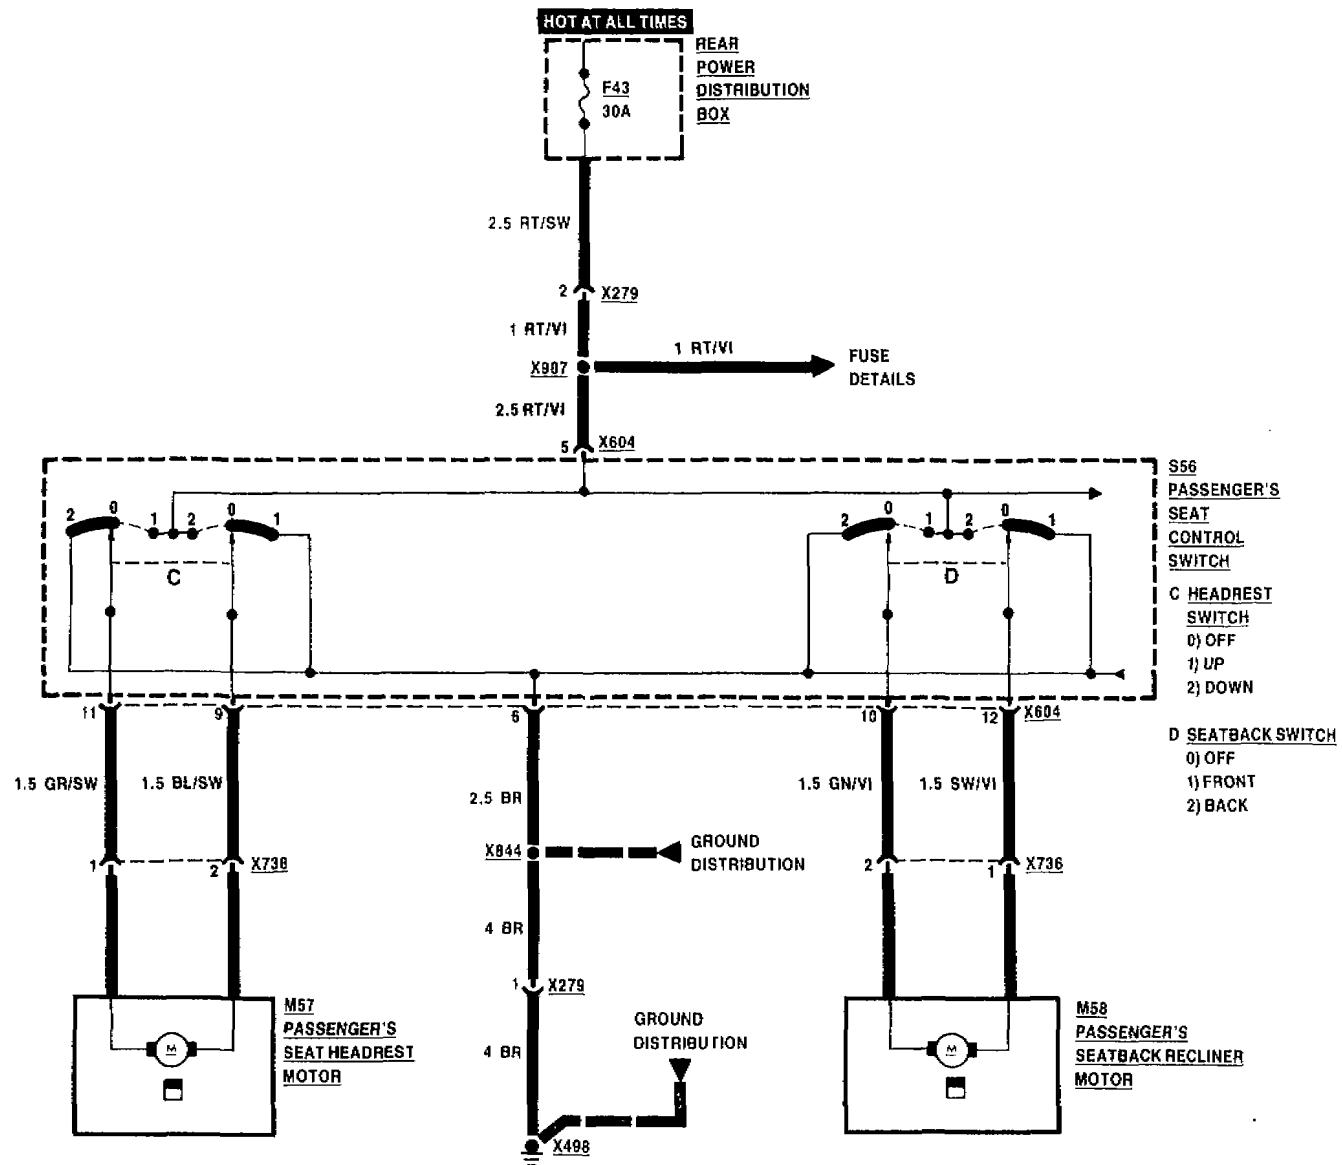 HOT AT ALL TIMES
REAR
POWER
DISTRIBUTION
BOX
F43
30A
2.5 RT/SW
2 X279
1 RT/VI
1 RT/VI
X907
FUSE
DETAILS
2.5 RT/VI
5 X604
S56
PASSENGER'S
SEAT
CONTROL
SWITCH
2 0 1 2 0 1
2 0 1 2 0 1
C
D
C HEADREST
SWITCH
0) OFF
1) UP
2) DOWN
11 9 6 10 12 X604
D SEATBACK SWITCH
0) OFF
1) FRONT
2) BACK
1.5 GR/SW 1.5 BL/SW 2.5 BR 1.5 GN/VI 1.5 SW/VI
X844
GROUND
DISTRIBUTION
1 2 X738
2 1 X736
4 BR
1 X279
M57
PASSENGER'S
SEAT HEADREST
MOTOR
M
GROUND
DISTRIBUTION
4 BR
M58
PASSENGER'S
SEATBACK RECLINER
MOTOR
M
X498